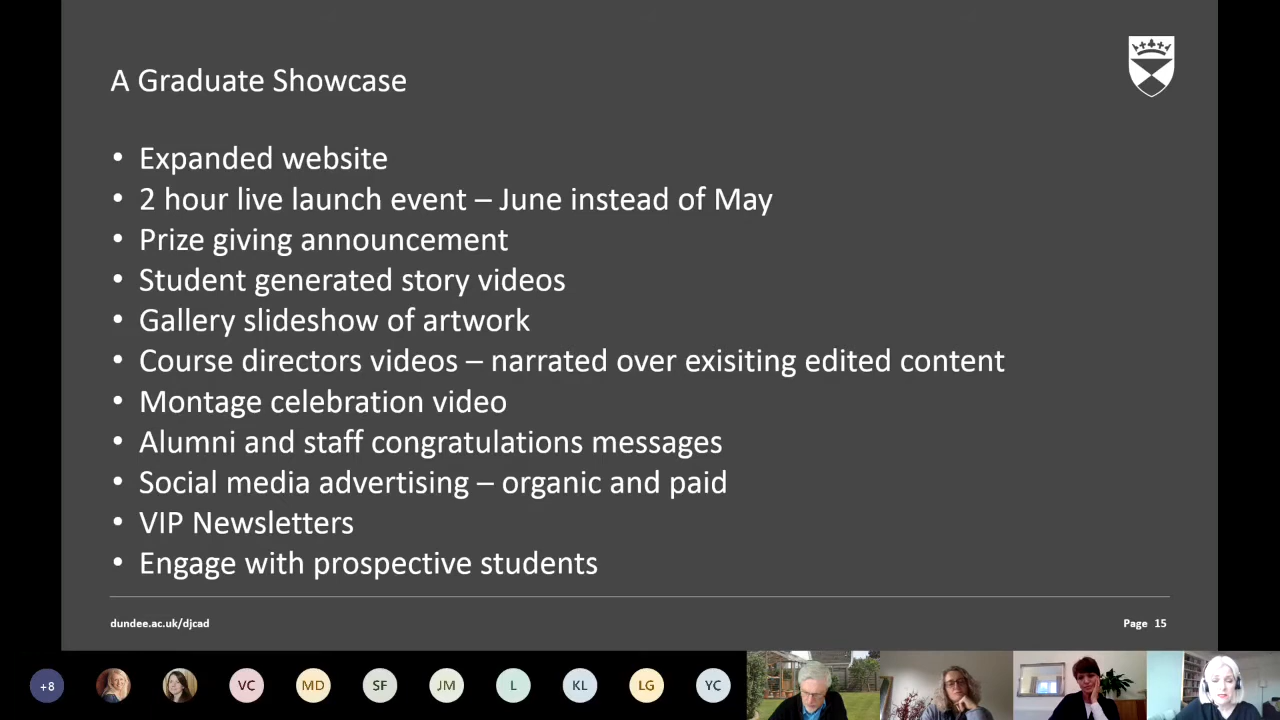 A Graduate Showcase
• Expanded website
• 2 hour live launch event – June instead of May
• Prize giving announcement
• Student generated story videos
• Gallery slideshow of artwork
• Course directors videos – narrated over exisiting edited content
• Montage celebration video
• Alumni and staff congratulations messages
• Social media advertising – organic and paid
• VIP Newsletters
• Engage with prospective students
dundee.ac.uk/djcad
Page 15
+8
VC
MD
SF
JM
L
KL
LG
YC